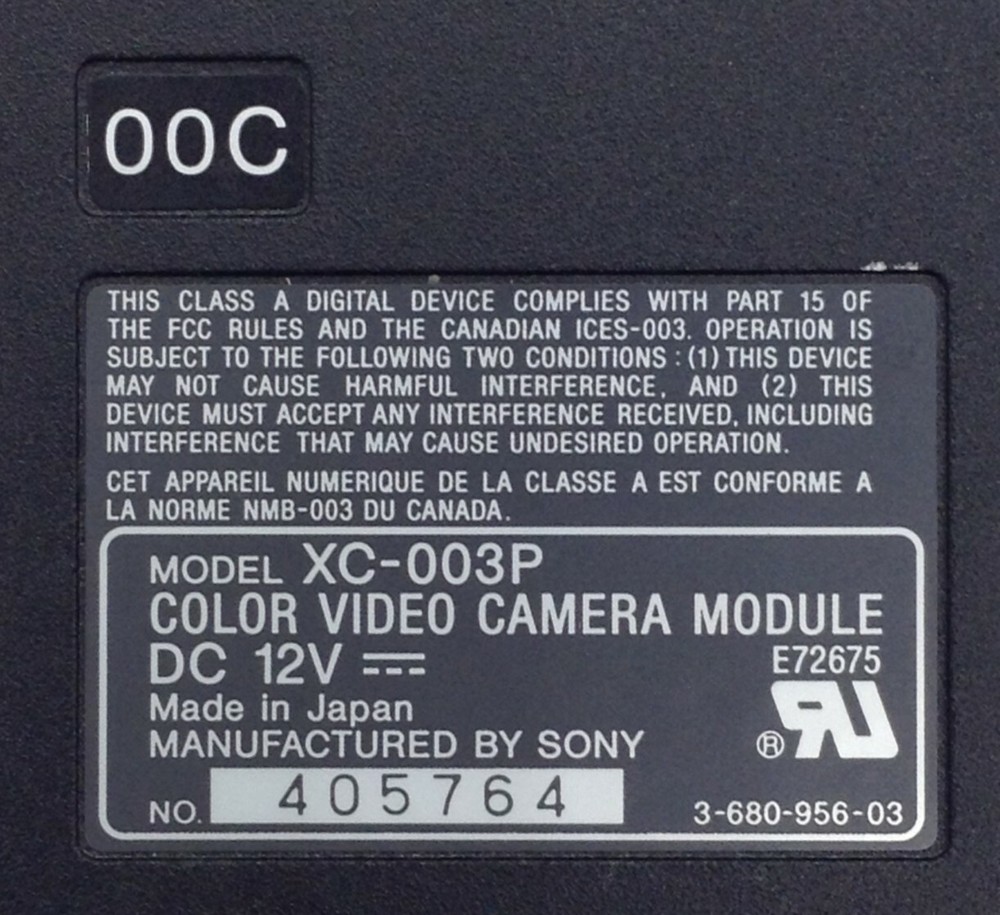 00C
THIS CLASS A DIGITAL DEVICE COMPLIES WITH PART 15 OF
THE FCC RULES AND THE CANADIAN ICES-003. OPERATION IS
SUBJECT TO THE FOLLOWING TWO CONDITIONS : (1) THIS DEVICE
MAY NOT CAUSE HARMFUL INTERFERENCE, AND (2) THIS
DEVICE MUST ACCEPT ANY INTERFERENCE RECEIVED, INCLUDING
INTERFERENCE THAT MAY CAUSE UNDESIRED OPERATION.
CET APPAREIL NUMERIQUE DE LA CLASSE A EST CONFORME A
LA NORME NMB-003 DU CANADA.
MODEL XC-003P
COLOR VIDEO CAMERA MODULE
DC 12V ⎓ E72675
Made in Japan
MANUFACTURED BY SONY ® RU
NO. 405764 3-680-956-03